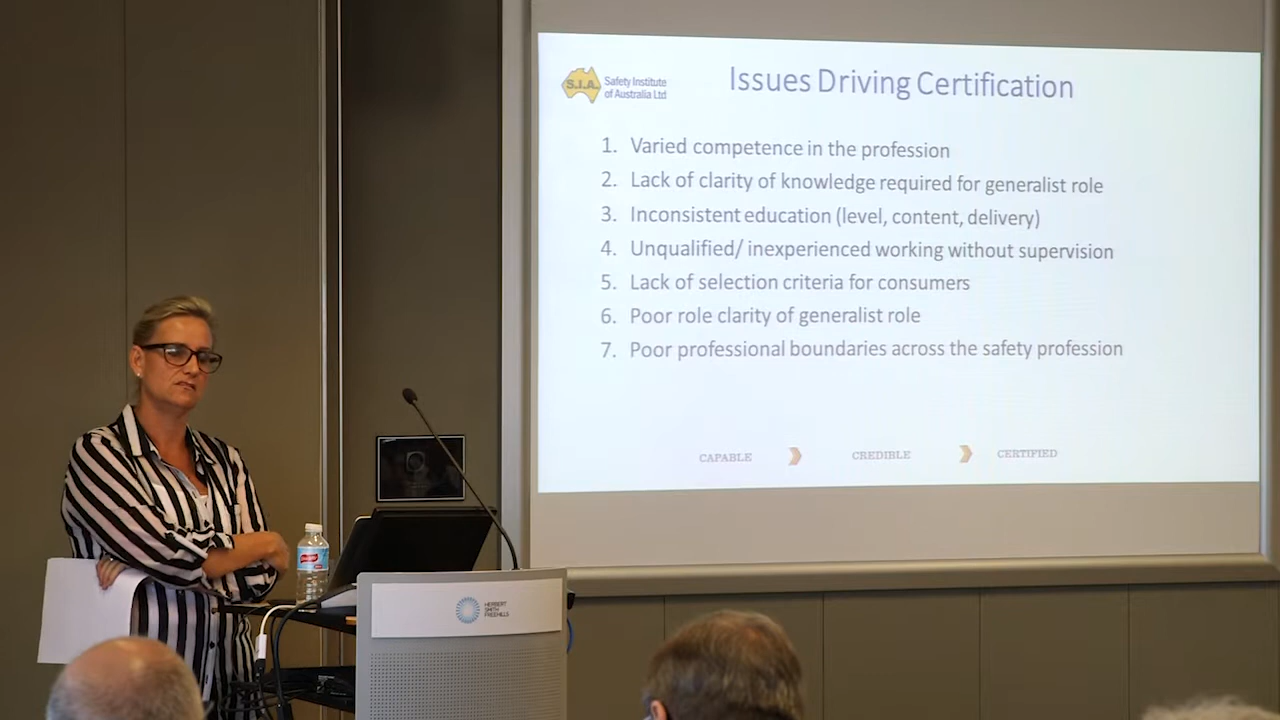 S.I.A.
Safety Institute
of Australia Ltd
Issues Driving Certification
1. Varied competence in the profession
2. Lack of clarity of knowledge required for generalist role
3. Inconsistent education (level, content, delivery)
4. Unqualified/ inexperienced working without supervision
5. Lack of selection criteria for consumers
6. Poor role clarity of generalist role
7. Poor professional boundaries across the safety profession
CAPABLE CREDIBLE CERTIFIED
HERBERT
SMITH
FREEHILLS